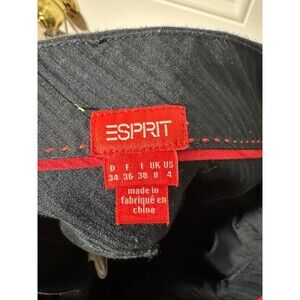 ESPRIT
D F I UK US
34 36 38 8 4
made in
fabriqué en
china